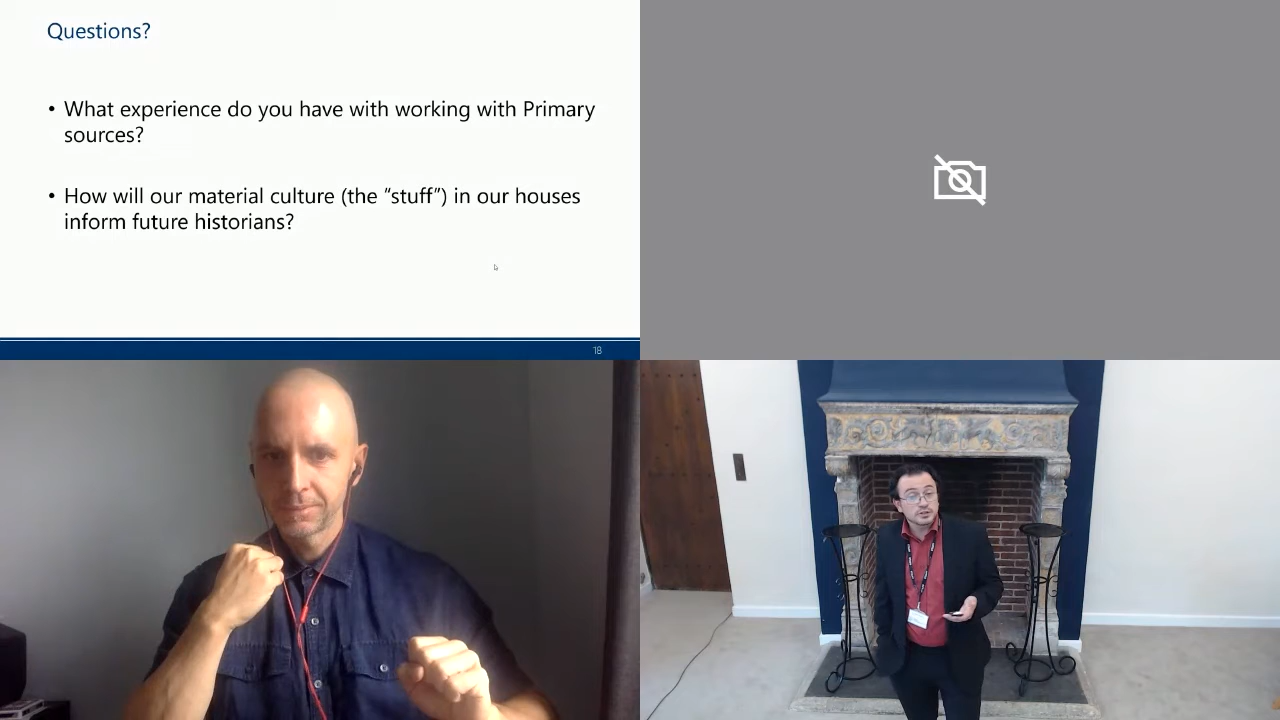 Questions?
• What experience do you have with working with Primary
sources?
• How will our material culture (the “stuff”) in our houses
inform future historians?
18